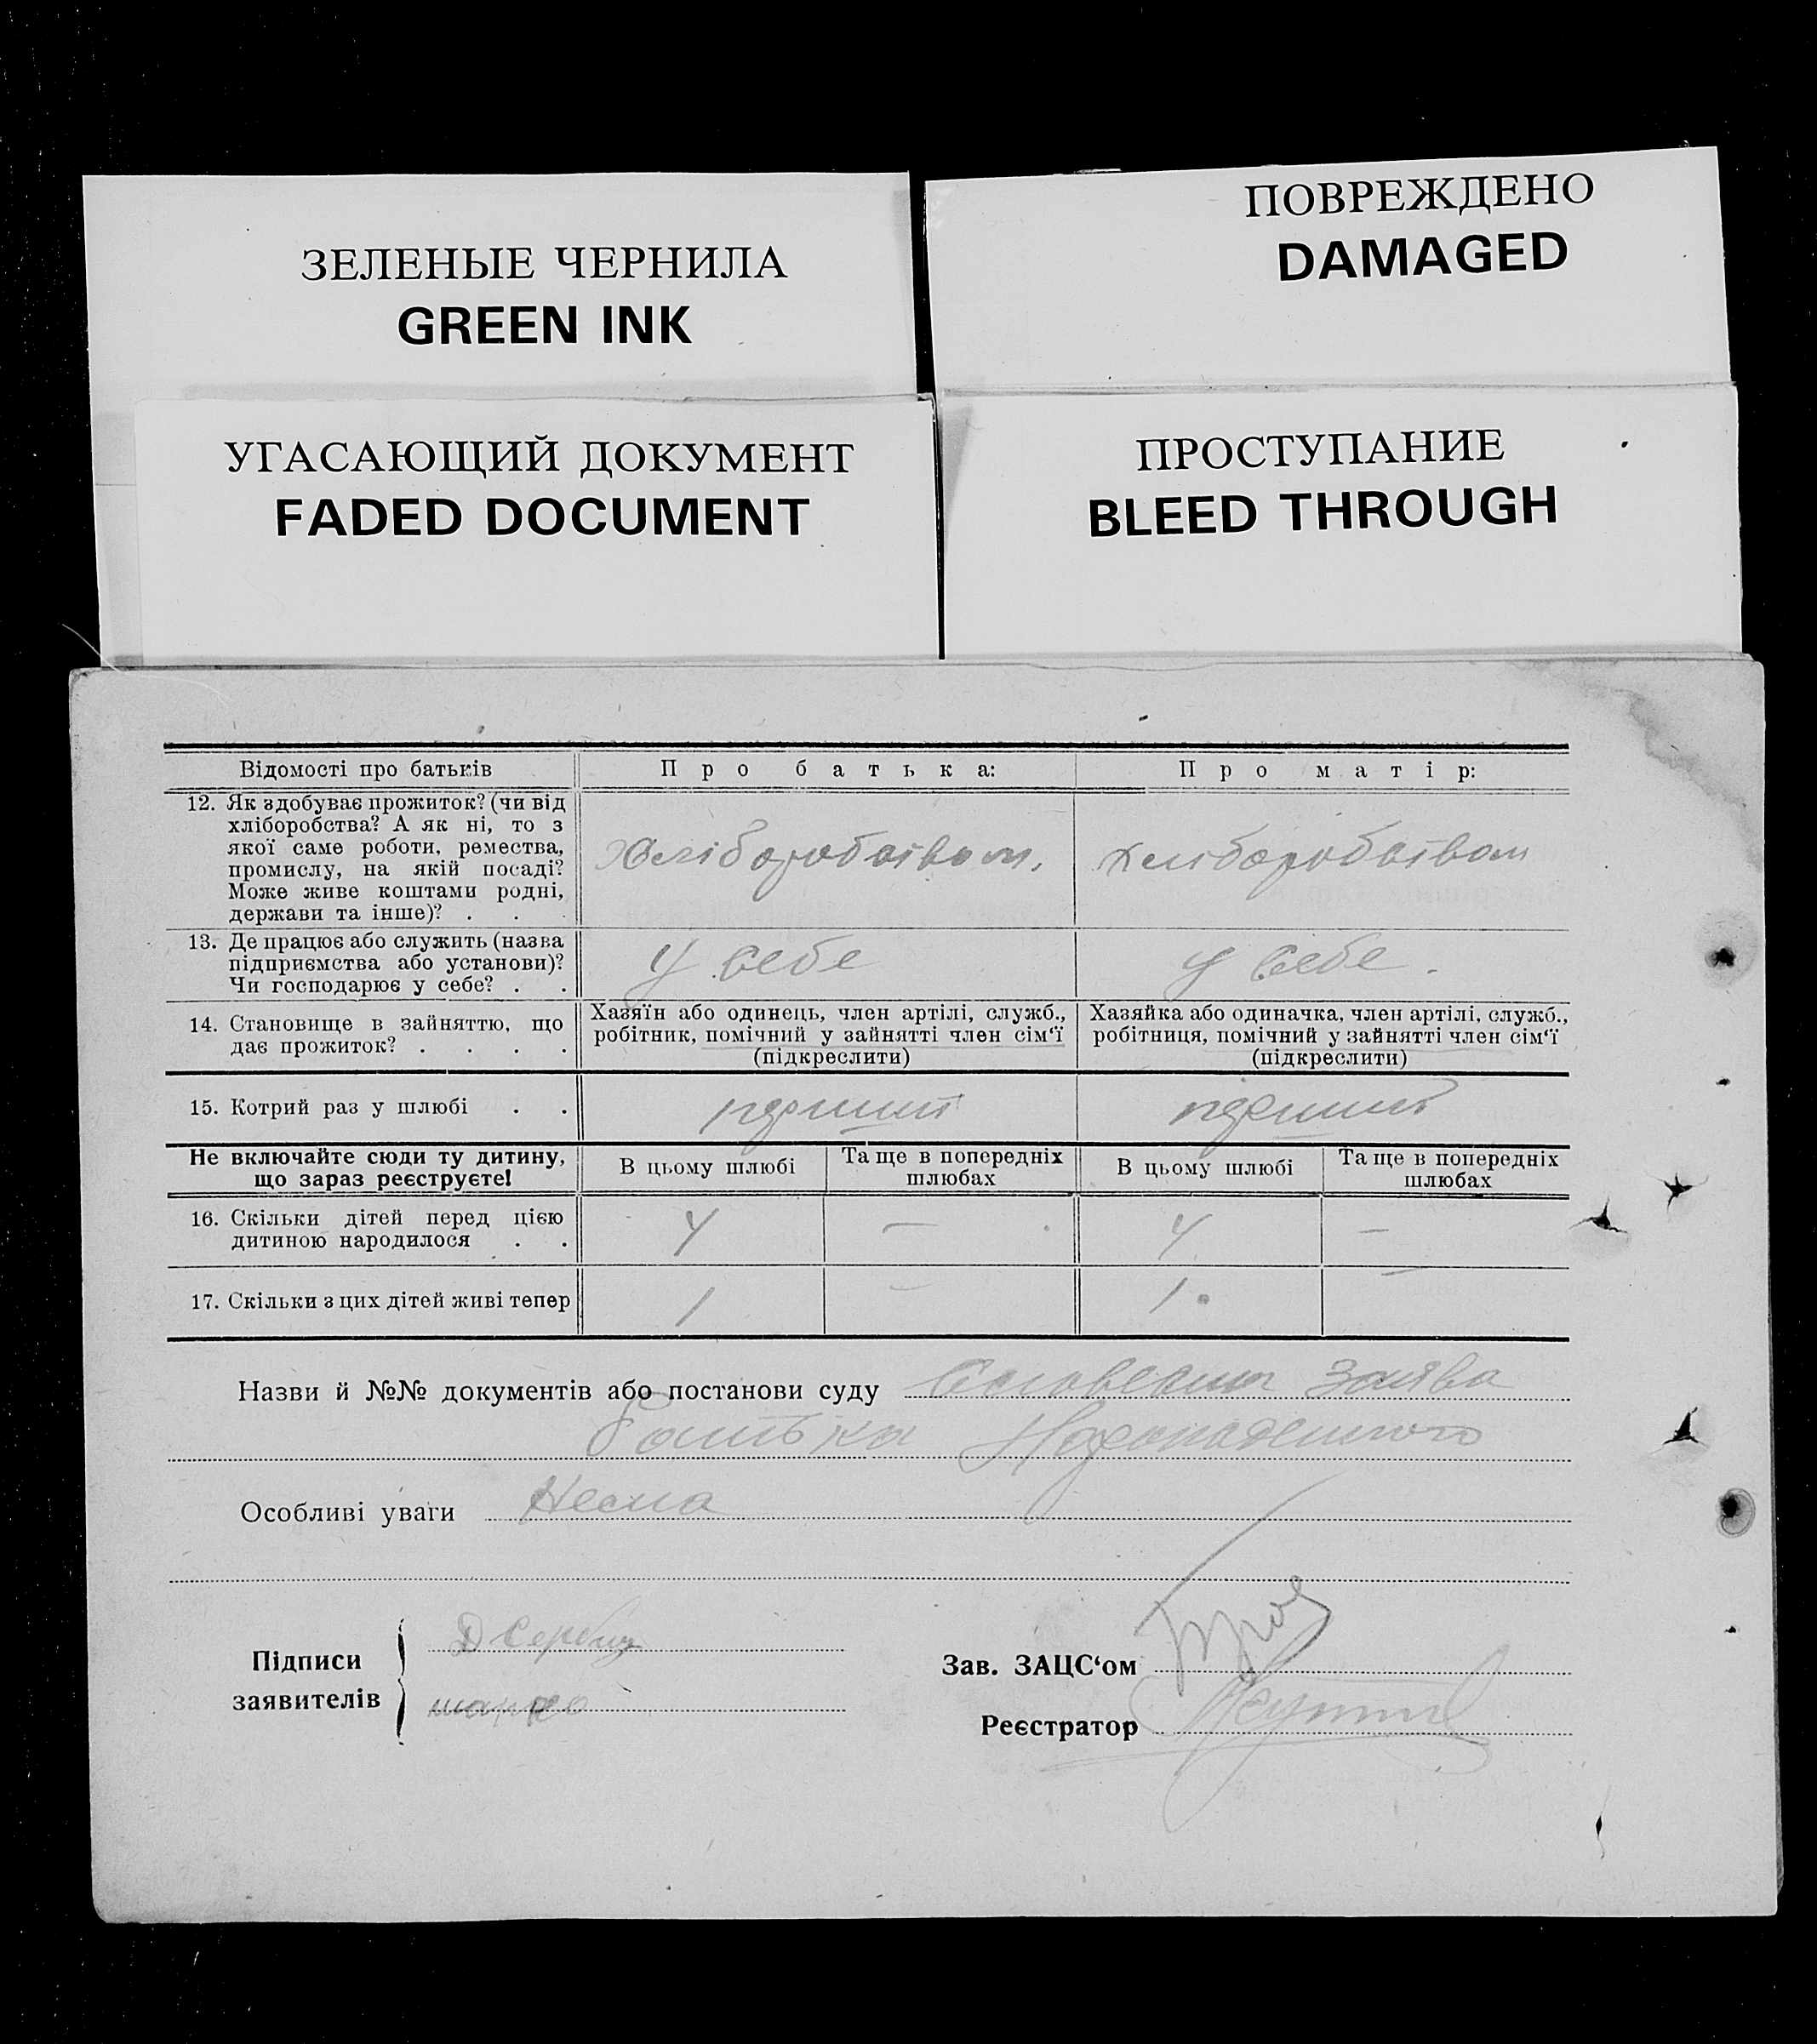 ЗЕЛЕНЫЕ ЧЕРНИЛА
GREEN INK
ПОВРЕЖДЕНО
DAMAGED
УГАСАЮЩИЙ ДОКУМЕНТ
FADED DOCUMENT
ПРОСТУПАНИЕ
BLEED THROUGH
Відомості про батьків
Про батька:
Про матір:
12. Як здобуває прожиток? (чи від
хліборобства? А як ні, то з
якої саме роботи, ремества,
промислу, на якій посаді?
Може живе коштами родні,
держави та інше)? . . .
Хліборобством.
Хліборобством
13. Де працює або служить (назва
підприємства або установи)?
Чи господарює у себе? . .
У себе
у себе.
14. Становище в зайняттю, що
дає прожиток? . . . .
Хазяїн або одинець, член артілі, служб.,
робітник, помічний у зайнятті член сім'ї
(підкреслити)
Хазяйка або одиначка, член артілі, служб.,
робітниця, помічний у зайнятті член сім'ї
(підкреслити)
15. Котрий раз у шлюбі . .
перший
перший
Не включайте сюди ту дитину,
що зараз реєструєте!
В цьому шлюбі
Та ще в попередніх
шлюбах
В цьому шлюбі
Та ще в попередніх
шлюбах
16. Скільки дітей перед цією
дитиною народилося . .
4
—
4
—
17. Скільки з цих дітей живі тепер
1
—
1
—
Назви й №№ документів або постанови суду Словесна заява
батька
Особливі уваги Нема
Підписи
заявителів
Д Сербин
Зав. ЗАЦС'ом
Реєстратор